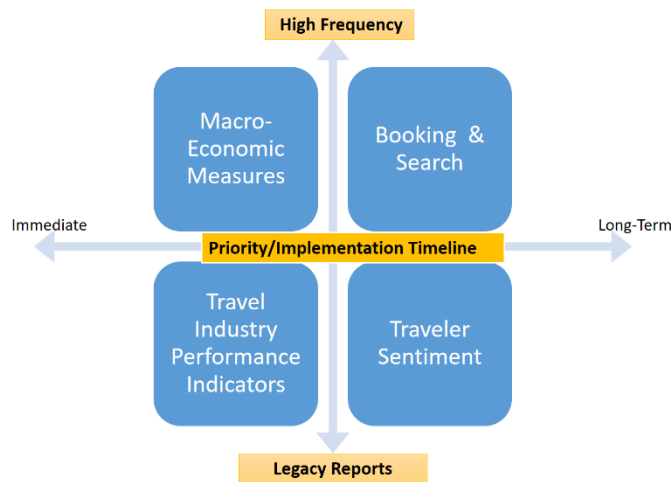 High Frequency
Macro-
Economic
Measures
Booking & 
Search
Immediate
Long-Term
Priority/Implementation Timeline
Travel
Industry
Performance
Indicators
Traveler
Sentiment
Legacy Reports